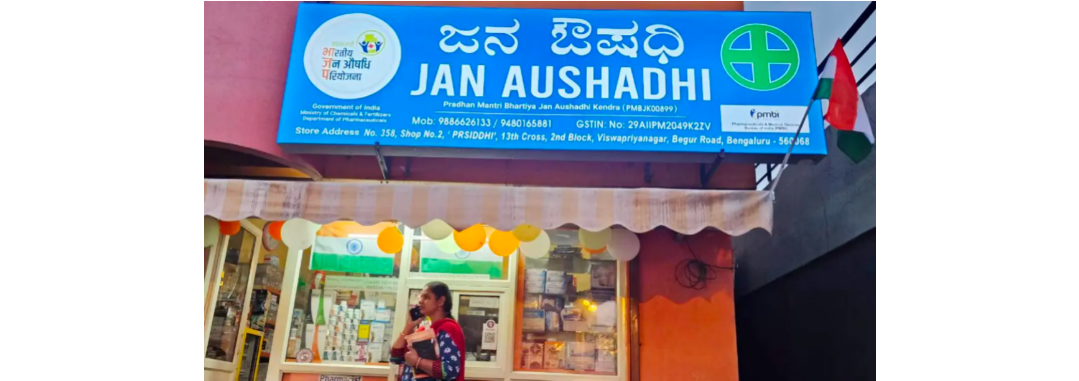 ಜನ ಔಷಧಿ
JAN AUSHADHI
Pradhan Mantri Bhartiya Jan Aushadhi Kendra (PMBJK00899)
Mob: 9886626133 / 9480165881 GSTIN: No: 29AIIPM2049K2ZV
Store Address No. 358, Shop No.2, ' PRSIDDHI', 13th Cross, 2nd Block, Viswapriyanagar, Begur Road, Bengaluru - 560068
भारतीय
जन औषधि
परियोजना
Government of India
Ministry of Chemicals & Fertilizers
Department of Pharmaceuticals
pmbi
Pharmacist